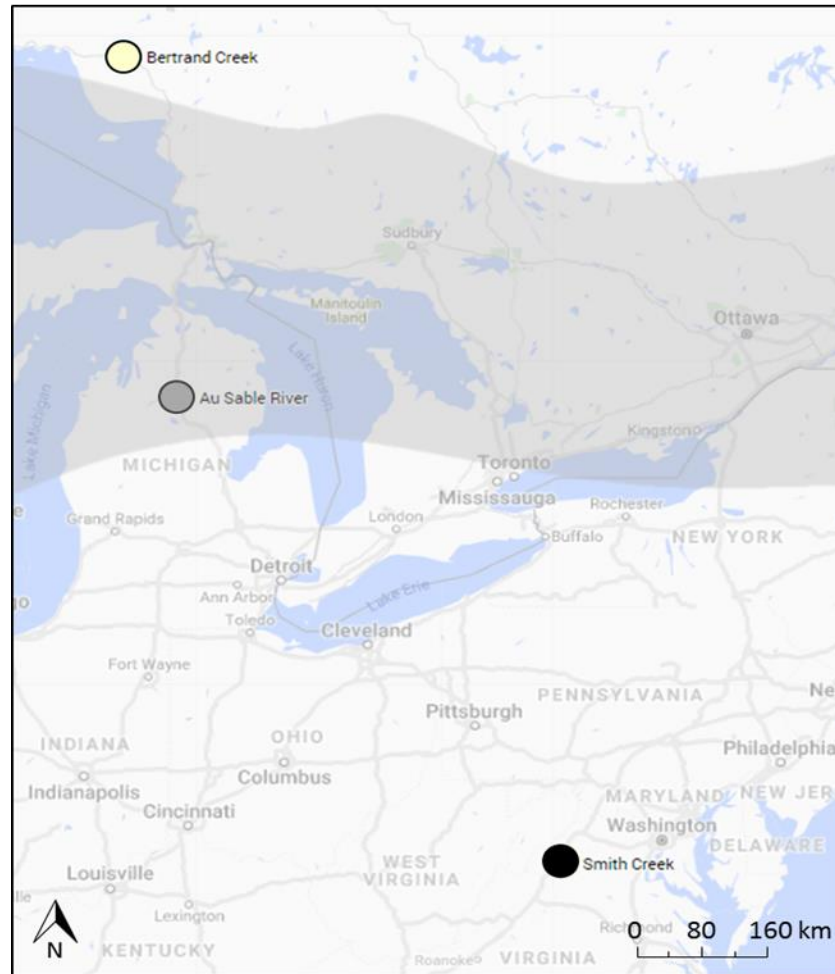 Bertrand Creek
Sudbury
Manitoulin
Island
Ottawa
Lake Huron
Au Sable River
Lake Michigan
Kingston
MICHIGAN
Toronto
Mississauga
Rochester
Grand Rapids
London
Buffalo
NEW YORK
Detroit
Ann Arbor
Lake Erie
Toledo
Cleveland
Fort Wayne
PENNSYLVANIA
Pittsburgh
OHIO
INDIANA
Columbus
Philadelphia
Indianapolis
MARYLAND
NEW JER
Cincinnati
Washington
DELAWARE
WEST
VIRGINIA
Smith Creek
Louisville
Lexington
Richmond
0 80 160 km
N
KENTUCKY
Roanoke
VIRGINIA